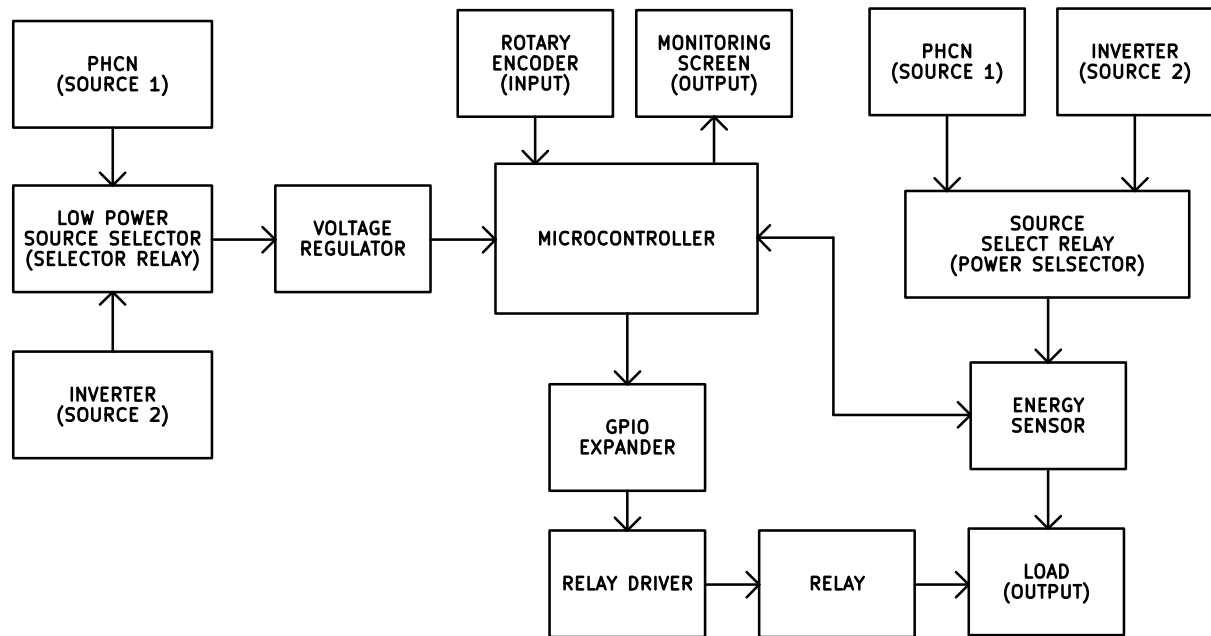 PHCN
(SOURCE 1)
ROTARY
ENCODER
(INPUT)
MONITORING
SCREEN
(OUTPUT)
PHCN
(SOURCE 1)
INVERTER
(SOURCE 2)
LOW POWER
SOURCE SELECTOR
(SELECTOR RELAY)
VOLTAGE
REGULATOR
MICROCONTROLLER
SOURCE
SELECT RELAY
(POWER SELSECTOR)
INVERTER
(SOURCE 2)
GPIO
EXPANDER
ENERGY
SENSOR
RELAY DRIVER
RELAY
LOAD
(OUTPUT)